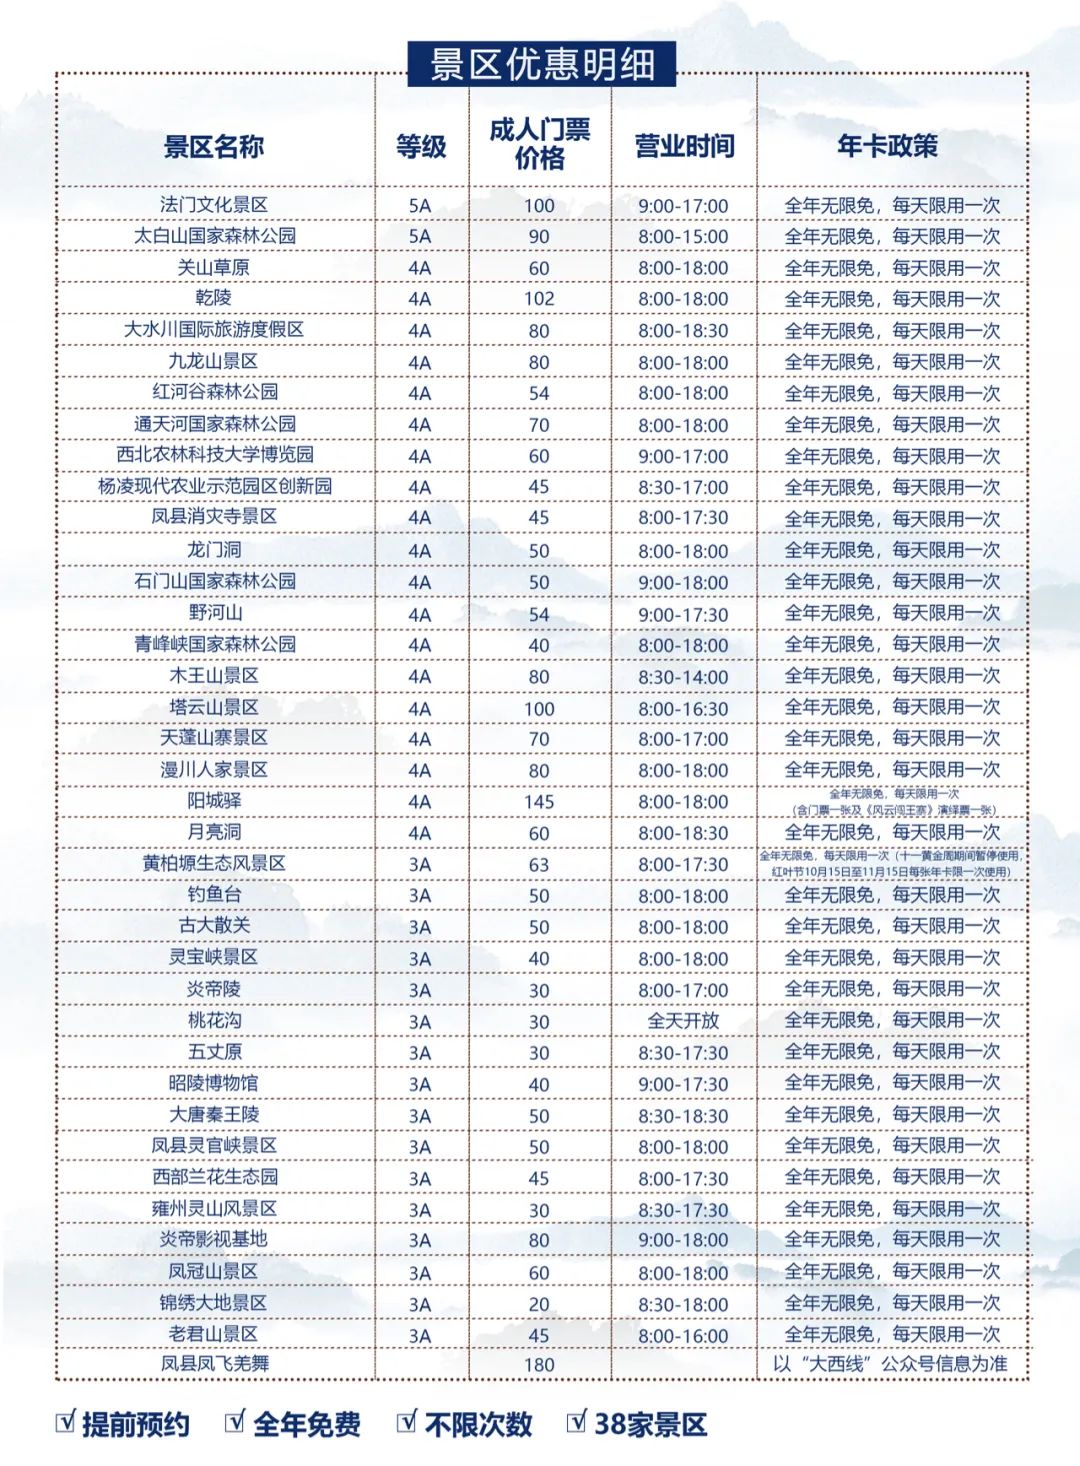 景区优惠明细
景区名称 等级 成人门票价格 营业时间 年卡政策
法门文化景区 5A 100 9:00-17:00 全年无限免，每天限用一次
太白山国家森林公园 5A 90 8:00-15:00 全年无限免，每天限用一次
关山草原 4A 60 8:00-18:00 全年无限免，每天限用一次
乾陵 4A 102 8:00-18:00 全年无限免，每天限用一次
大水川国际旅游度假区 4A 80 8:00-18:30 全年无限免，每天限用一次
九龙山景区 4A 80 8:00-18:00 全年无限免，每天限用一次
红河谷森林公园 4A 54 8:00-18:00 全年无限免，每天限用一次
通天河国家森林公园 4A 70 8:00-18:00 全年无限免，每天限用一次
西北农林科技大学博览园 4A 60 9:00-17:00 全年无限免，每天限用一次
杨凌现代农业示范园区创新园 4A 45 8:30-17:00 全年无限免，每天限用一次
凤县消灾寺景区 4A 45 8:00-17:30 全年无限免，每天限用一次
龙门洞 4A 50 8:00-18:00 全年无限免，每天限用一次
石门山国家森林公园 4A 50 9:00-18:00 全年无限免，每天限用一次
野河山 4A 54 9:00-17:30 全年无限免，每天限用一次
青峰峡国家森林公园 4A 40 8:00-18:00 全年无限免，每天限用一次
木王山景区 4A 80 8:30-14:00 全年无限免，每天限用一次
塔云山景区 4A 100 8:00-16:30 全年无限免，每天限用一次
天蓬山寨景区 4A 70 8:00-17:00 全年无限免，每天限用一次
漫川人家景区 4A 80 8:00-18:00 全年无限免，每天限用一次
阳城驿 4A 145 8:00-18:00 全年无限免，每天限用一次
（含门票一张及《风云闯王寨》演绎票一张）
月亮洞 4A 60 8:00-18:30 全年无限免，每天限用一次
黄柏塬生态风景区 3A 63 8:00-17:30 全年无限免，每天限用一次（十一黄金周期间暂停使用，
红叶节10月15日至11月15日每张年卡限一次使用）
钓鱼台 3A 50 8:00-18:00 全年无限免，每天限用一次
古大散关 3A 50 8:00-18:00 全年无限免，每天限用一次
灵宝峡景区 3A 40 8:00-18:00 全年无限免，每天限用一次
炎帝陵 3A 30 8:00-17:00 全年无限免，每天限用一次
桃花沟 3A 30 全天开放 全年无限免，每天限用一次
五丈原 3A 30 8:30-17:30 全年无限免，每天限用一次
昭陵博物馆 3A 40 9:00-17:30 全年无限免，每天限用一次
大唐秦王陵 3A 50 8:30-18:30 全年无限免，每天限用一次
凤县灵官峡景区 3A 50 8:00-18:00 全年无限免，每天限用一次
西部兰花生态园 3A 45 8:00-17:30 全年无限免，每天限用一次
雍州灵山风景区 3A 30 8:30-17:30 全年无限免，每天限用一次
炎帝影视基地 3A 80 9:00-18:00 全年无限免，每天限用一次
凤冠山景区 3A 60 8:00-18:00 全年无限免，每天限用一次
锦绣大地景区 3A 20 8:30-18:00 全年无限免，每天限用一次
老君山景区 3A 45 8:00-16:00 全年无限免，每天限用一次
凤县凤飞羌舞 180 以“大西线”公众号信息为准
提前预约 全年免费 不限次数 38家景区